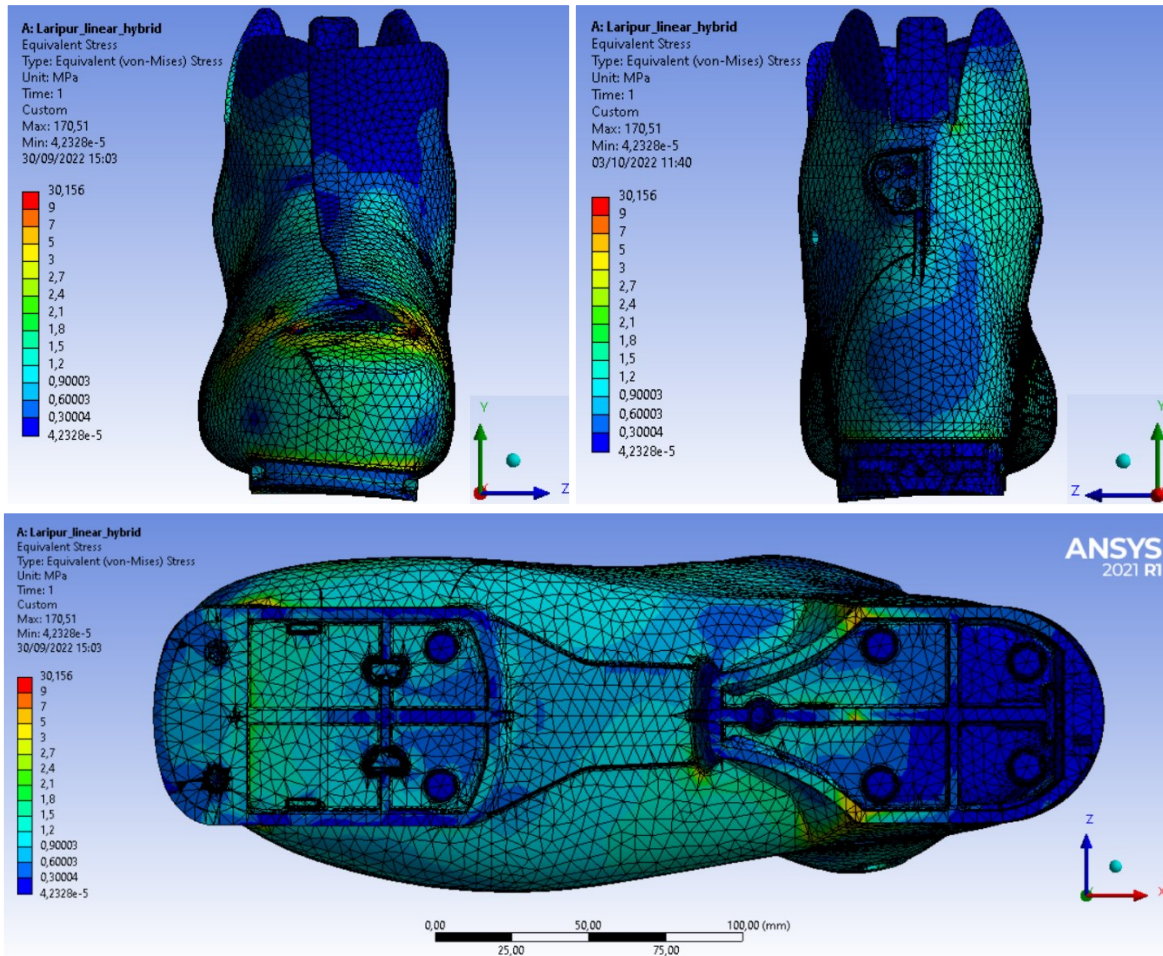 A: Laripur_linear_hybrid
Equivalent Stress
Type: Equivalent (von-Mises) Stress
Unit: MPa
Time: 1
Custom
Max: 170,51
Min: 4,2328e-5
30/09/2022 15:03
30,156
9
7
5
3
2,7
2,4
2,1
1,8
1,5
1,2
0,90003
0,60003
0,30004
4,2328e-5
Y
Z
A: Laripur_linear_hybrid
Equivalent Stress
Type: Equivalent (von-Mises) Stress
Unit: MPa
Time: 1
Custom
Max: 170,51
Min: 4,2328e-5
03/10/2022 11:40
30,156
9
7
5
3
2,7
2,4
2,1
1,8
1,5
1,2
0,90003
0,60003
0,30004
4,2328e-5
Y
Z
A: Laripur_linear_hybrid
Equivalent Stress
Type: Equivalent (von-Mises) Stress
Unit: MPa
Time: 1
Custom
Max: 170,51
Min: 4,2328e-5
30/09/2022 15:03
30,156
9
7
5
3
2,7
2,4
2,1
1,8
1,5
1,2
0,90003
0,60003
0,30004
4,2328e-5
ANSYS
2021 R1
Z
X
0,00 50,00 100,00 (mm)
25,00 75,00